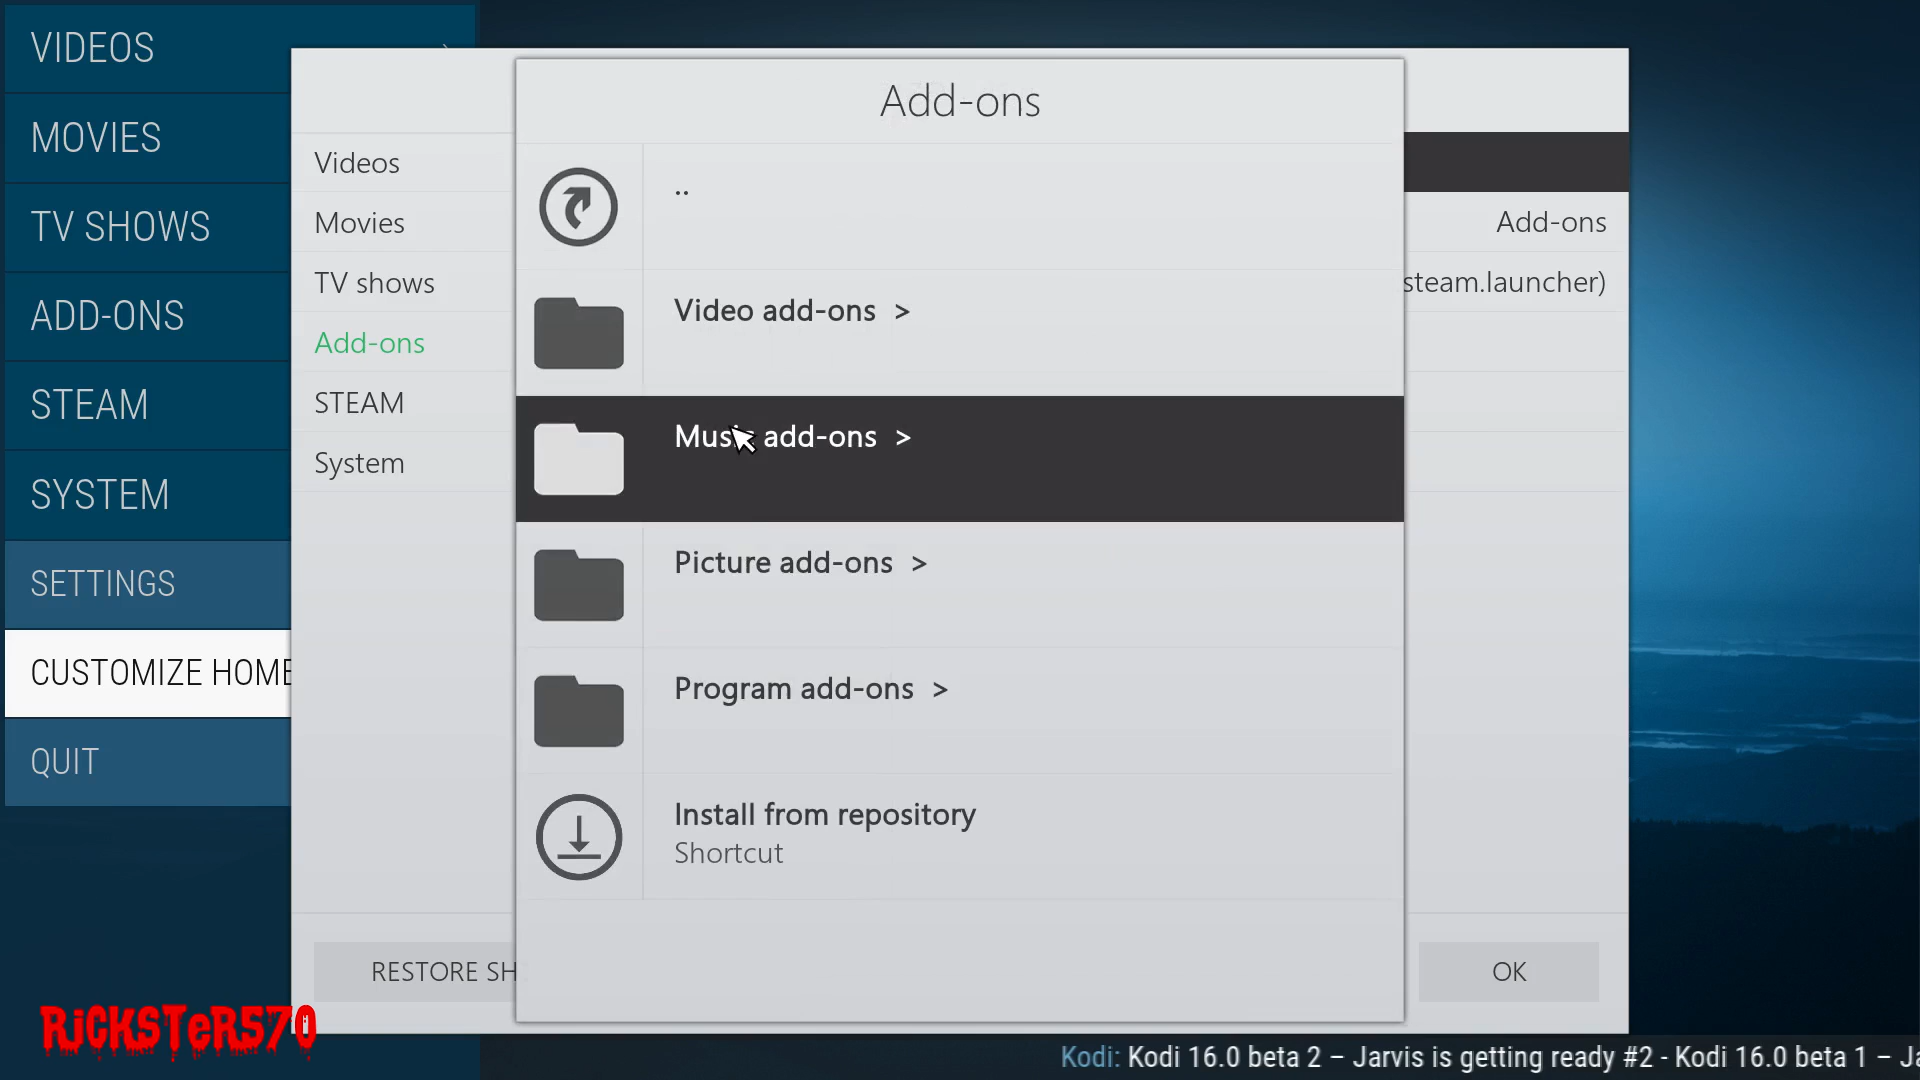 VIDEOS
MOVIES
TV SHOWS
ADD-ONS
STEAM
SYSTEM
SETTINGS
CUSTOMIZE HOME
QUIT
Videos
Movies
TV shows
Add-ons
STEAM
System
RESTORE SH
Add-ons
..
Video add-ons >
Music add-ons >
Picture add-ons >
Program add-ons >
Install from repository
Shortcut
Add-ons
steam.launcher)
OK
RiCKSTeR570
Kodi: Kodi 16.0 beta 2 – Jarvis is getting ready #2 - Kodi 16.0 beta 1 – Ja